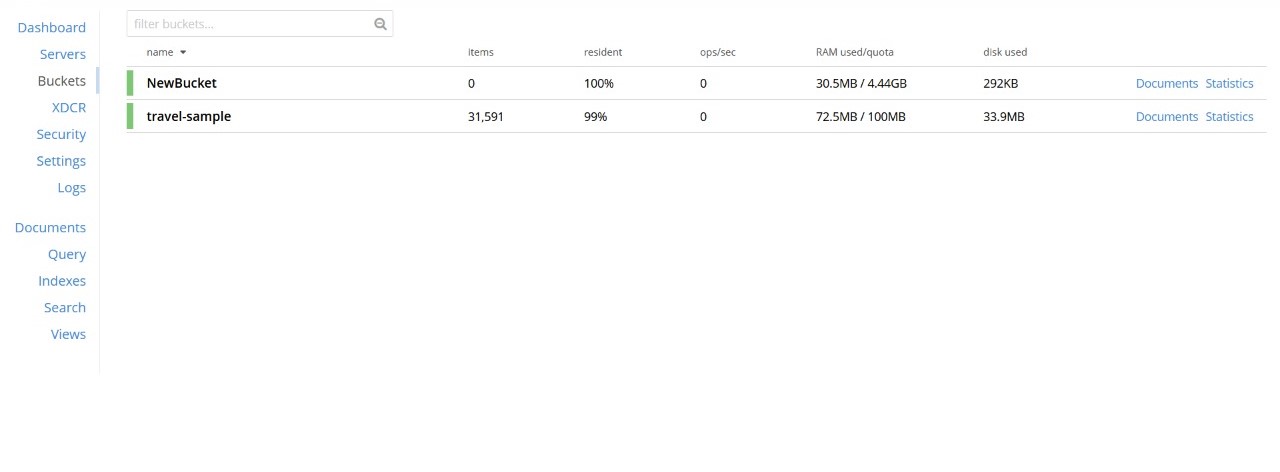 Dashboard
Servers
Buckets
XDCR
Security
Settings
Logs
Documents
Query
Indexes
Search
Views
filter buckets...
name items resident ops/sec RAM used/quota disk used
NewBucket 0 100% 0 30.5MB / 4.44GB 292KB Documents Statistics
travel-sample 31,591 99% 0 72.5MB / 100MB 33.9MB Documents Statistics